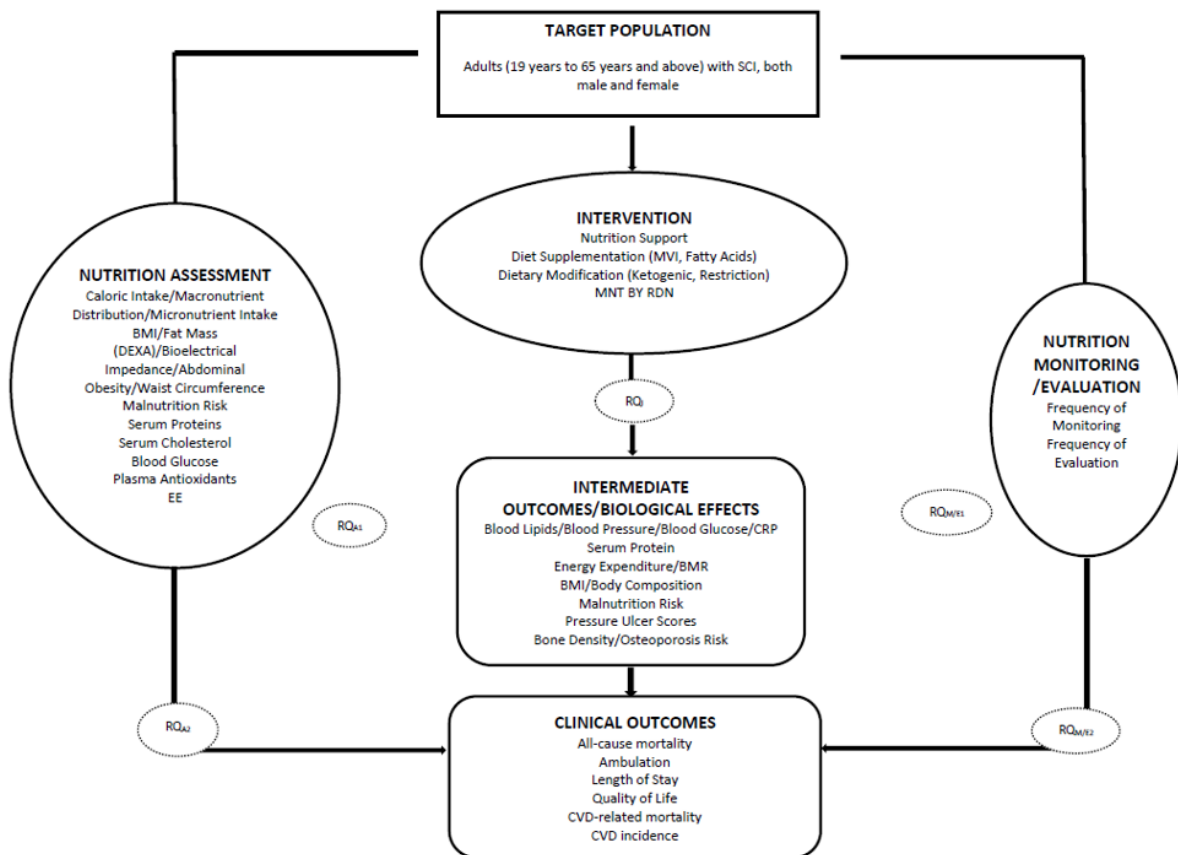 TARGET POPULATION
Adults (19 years to 65 years and above) with SCI, both
male and female
INTERVENTION
Nutrition Support
Diet Supplementation (MVI, Fatty Acids)
Dietary Modification (Ketogenic, Restriction)
MNT BY RDN
NUTRITION ASSESSMENT
Caloric Intake/Macronutrient
Distribution/Micronutrient Intake
BMI/Fat Mass
(DEXA)/Bioelectrical
Impedance/Abdominal
Obesity/Waist Circumference
Malnutrition Risk
Serum Proteins
Serum Cholesterol
Blood Glucose
Plasma Antioxidants
EE
NUTRITION
MONITORING
/EVALUATION
Frequency of
Monitoring
Frequency of
Evaluation
RQI
RQA1
RQM/E1
INTERMEDIATE
OUTCOMES/BIOLOGICAL EFFECTS
Blood Lipids/Blood Pressure/Blood Glucose/CRP
Serum Protein
Energy Expenditure/BMR
BMI/Body Composition
Malnutrition Risk
Pressure Ulcer Scores
Bone Density/Osteoporosis Risk
RQA2
RQM/E2
CLINICAL OUTCOMES
All-cause mortality
Ambulation
Length of Stay
Quality of Life
CVD-related mortality
CVD incidence